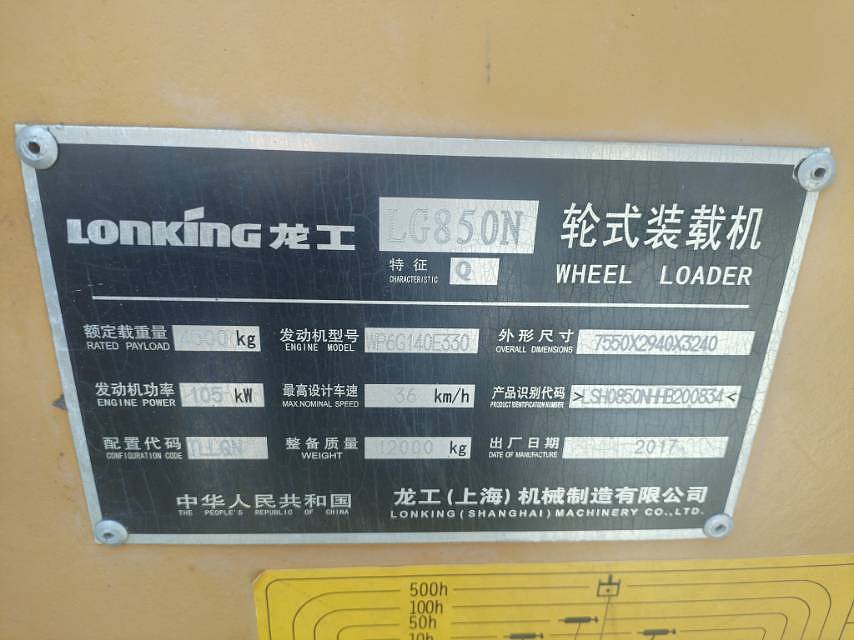 LONKING 龙工 LG850N 轮式装载机
特征 Q
CHARACTERISTIC
WHEEL LOADER
额定载重量 4500 kg 发动机型号 WP6G140E330 外形尺寸 7550X2940X3240
RATED PAYLOAD ENGINE MODEL OVERALL DIMENSIONS
发动机功率 105 kW 最高设计车速 36 km/h 产品识别代码
ENGINE POWER MAX.NOMINAL SPEED PRODUCT IDENTIFICATION NUMBER
配置代码 整备质量 12000 kg 出厂日期 2017
CONFIGURATION CODE WEIGHT DATE OF MANUFACTURE
中华人民共和国 龙工(上海)机械制造有限公司
THE PEOPLE'S REPUBLIC OF CHINA LONKING(SHANGHAI)MACHINERY CO.,LTD.
500h
100h
50h
10h